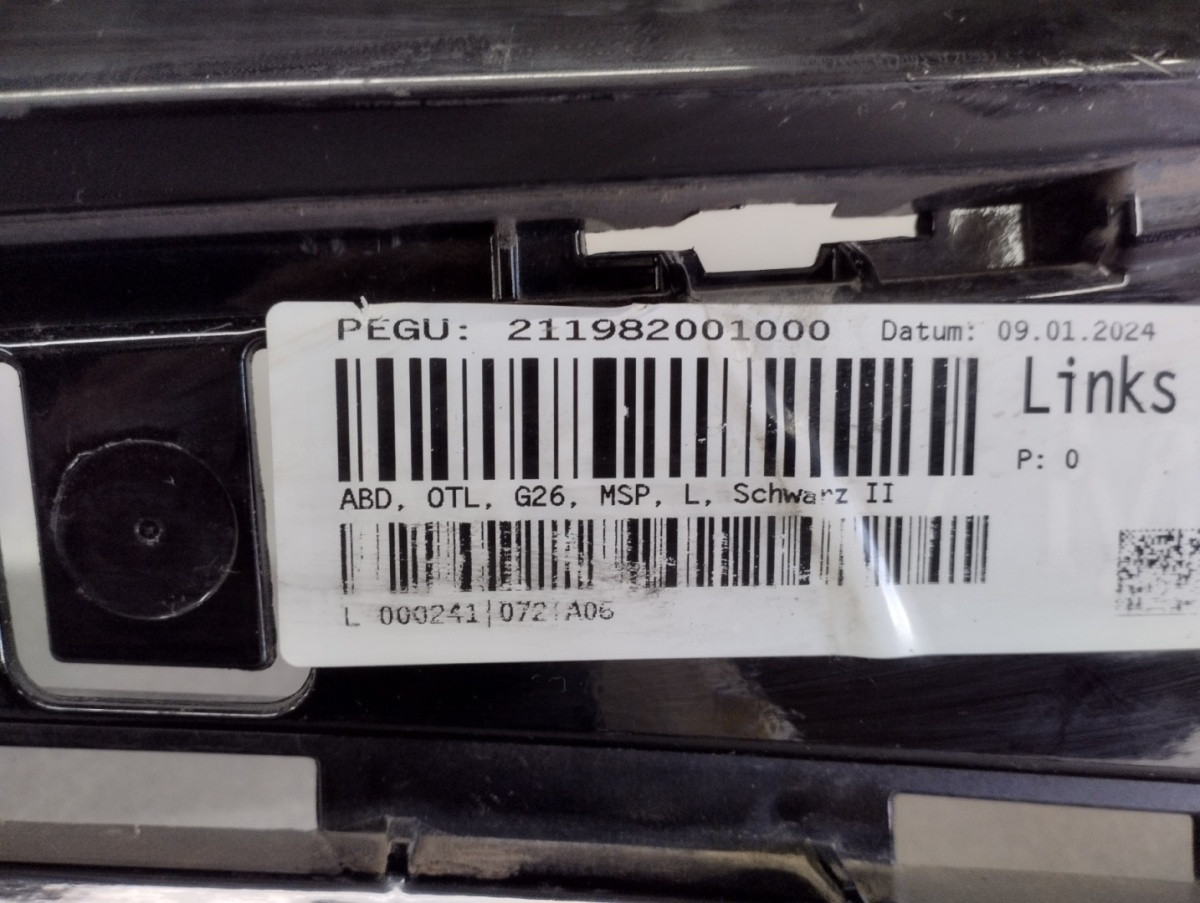 PEGU: 211982001000 Datum: 09.01.2024
Links
P: 0
ABD, OTL, G26, MSP, L, Schwarz II
L 000241|072|A06